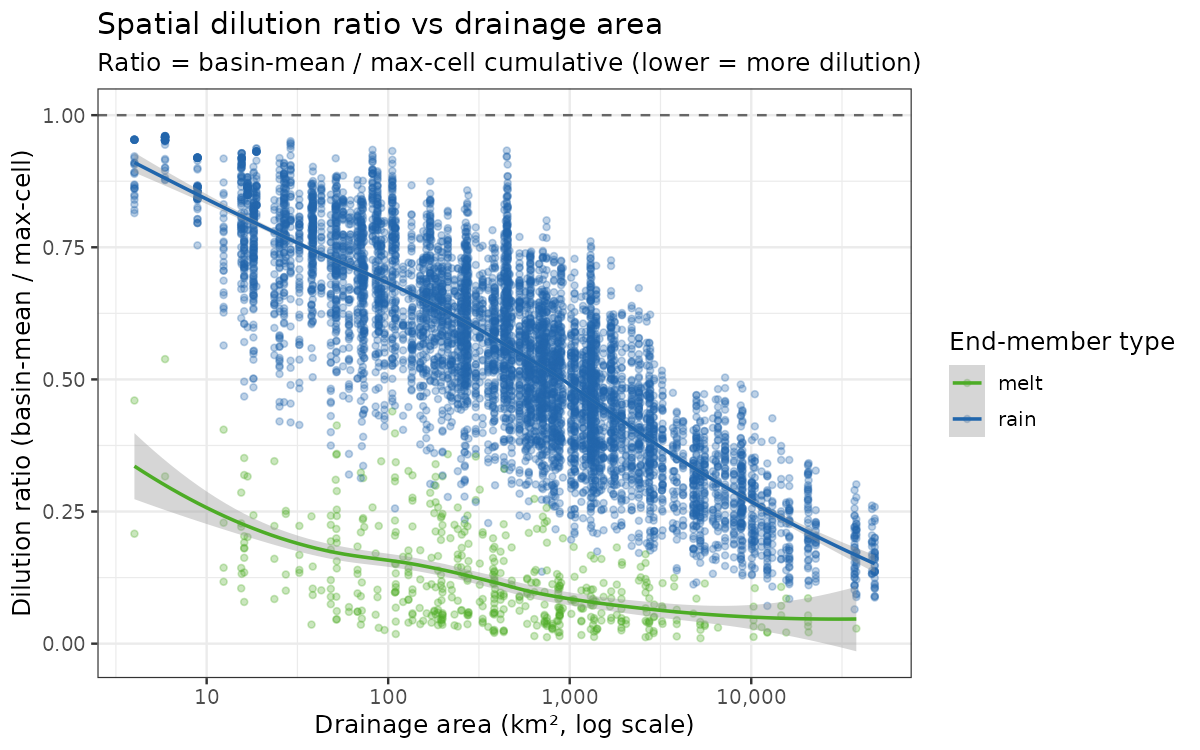 Spatial dilution ratio vs drainage area
Ratio = basin-mean / max-cell cumulative (lower = more dilution)
Dilution ratio (basin-mean / max-cell)
1.00
0.75
0.50
0.25
0.00
10
100
1,000
10,000
Drainage area (km², log scale)
End-member type
melt
rain